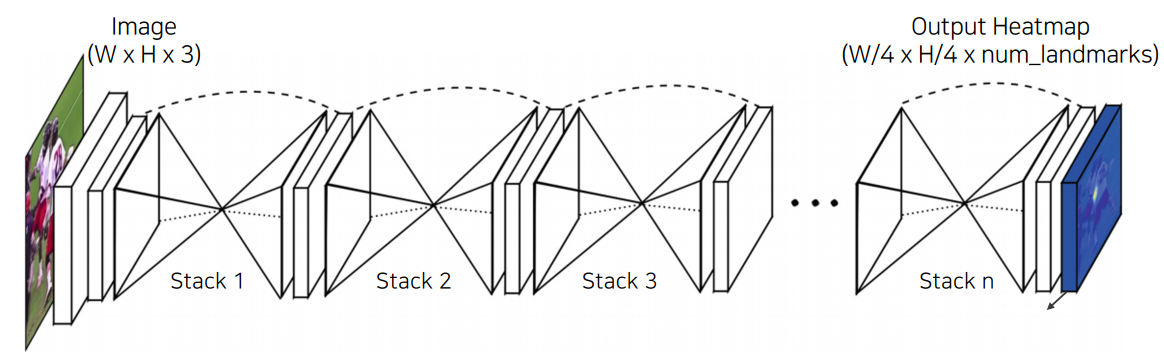 Image
(W x H x 3)
Output Heatmap
(W/4 x H/4 x num_landmarks)
Stack 1
Stack 2
Stack 3
Stack n